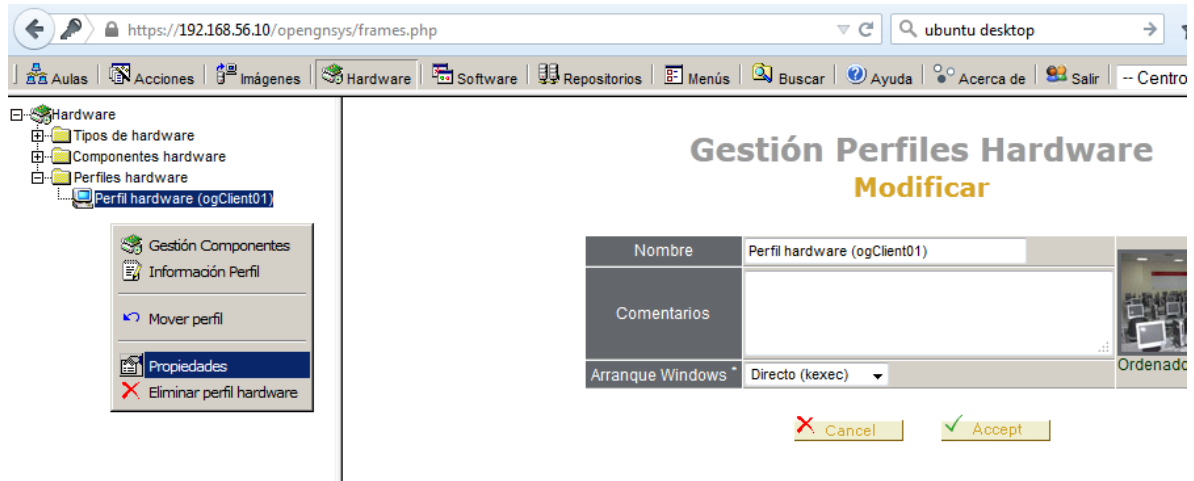 https://192.168.56.10/opengnsys/frames.php
ubuntu desktop
Aulas Acciones Imágenes Hardware Software Repositorios Menús Buscar Ayuda Acerca de Salir -- Centro
Hardware
Tipos de hardware
Componentes hardware
Perfiles hardware
Perfil hardware (ogClient01)
Gestión Componentes
Información Perfil
Mover perfil
Propiedades
Eliminar perfil hardware
Gestión Perfiles Hardware
Modificar
Nombre Perfil hardware (ogClient01)
Comentarios
Arranque Windows * Directo (kexec)
Ordenado
Cancel Accept